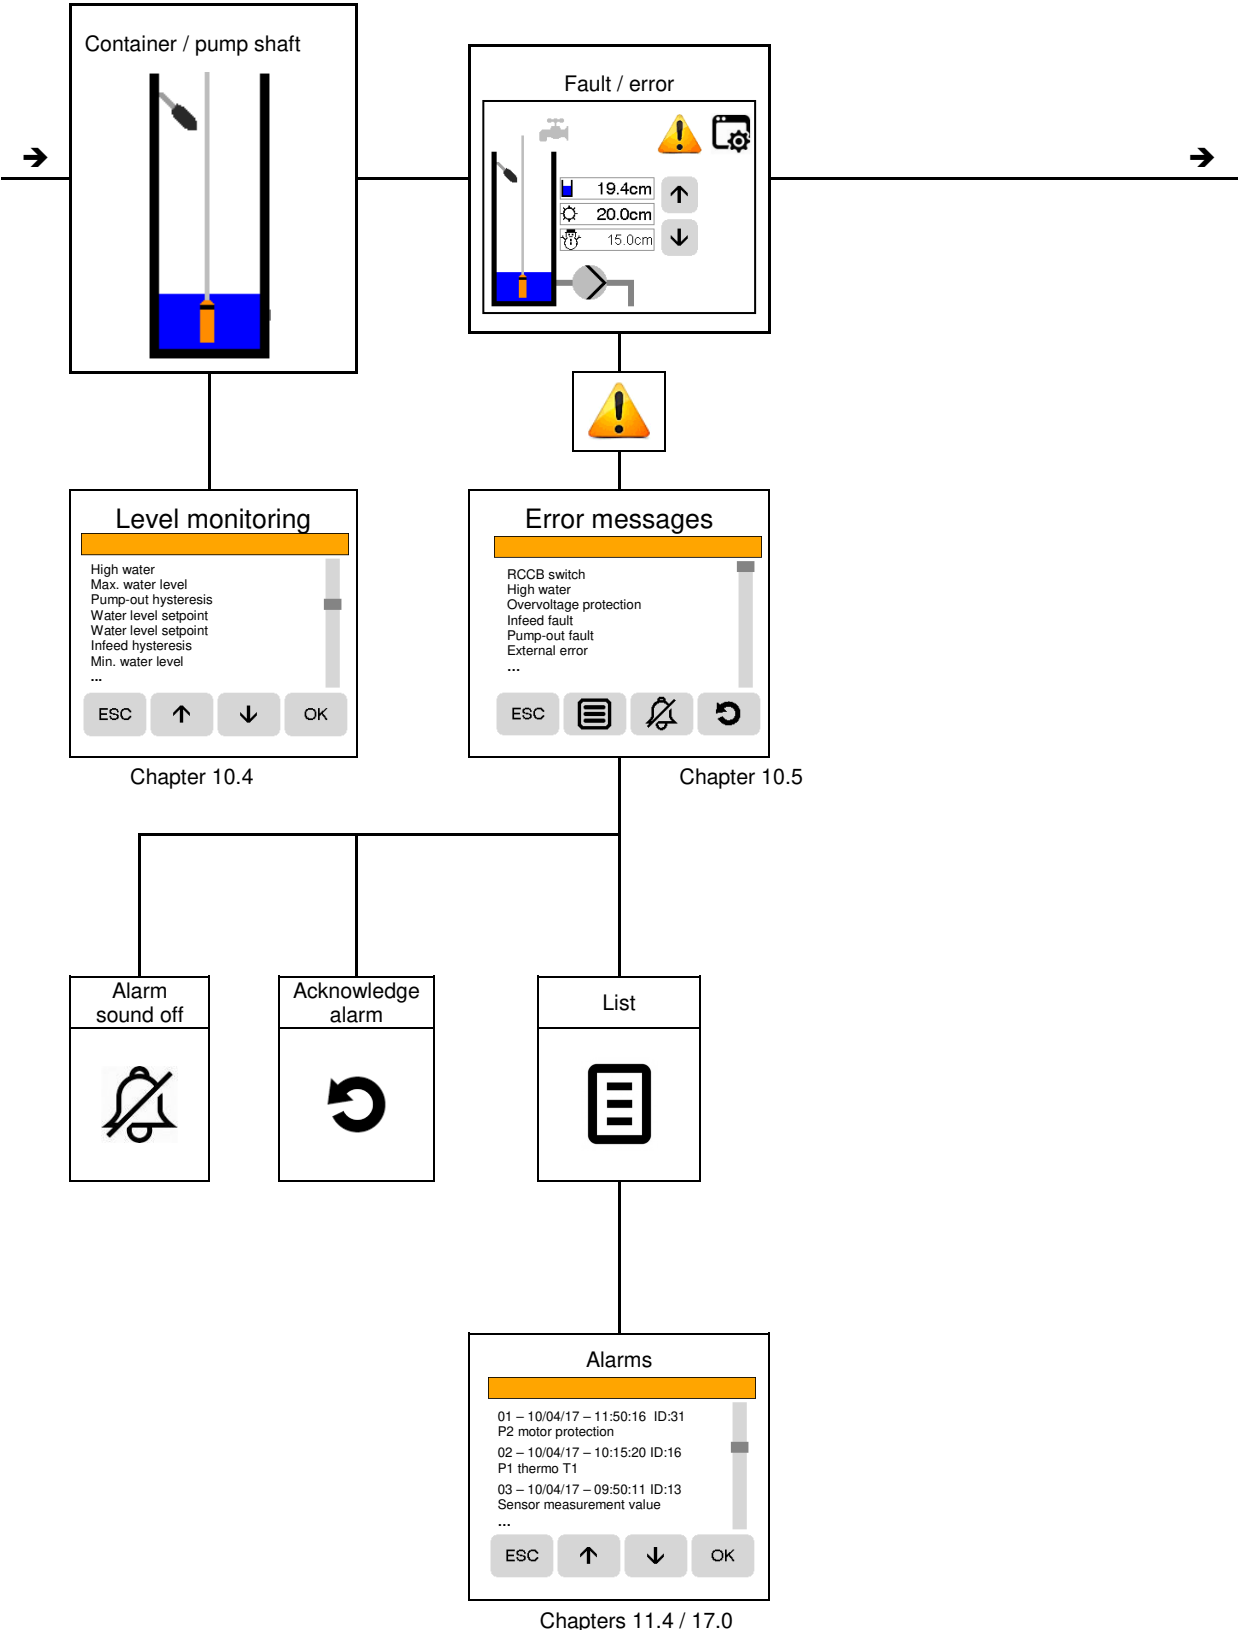 Container / pump shaft
Fault / error
19.4cm
20.0cm
15.0cm
Level monitoring
High water
Max. water level
Pump-out hysteresis
Water level setpoint
Water level setpoint
Infeed hysteresis
Min. water level
...
ESC
OK
Chapter 10.4
Error messages
RCCB switch
High water
Overvoltage protection
Infeed fault
Pump-out fault
External error
...
ESC
Chapter 10.5
Alarm
sound off
Acknowledge
alarm
List
Alarms
01 – 10/04/17 – 11:50:16  ID:31
P2 motor protection
02 – 10/04/17 – 10:15:20 ID:16
P1 thermo T1
03 – 10/04/17 – 09:50:11 ID:13
Sensor measurement value
...
ESC
OK
Chapters 11.4 / 17.0